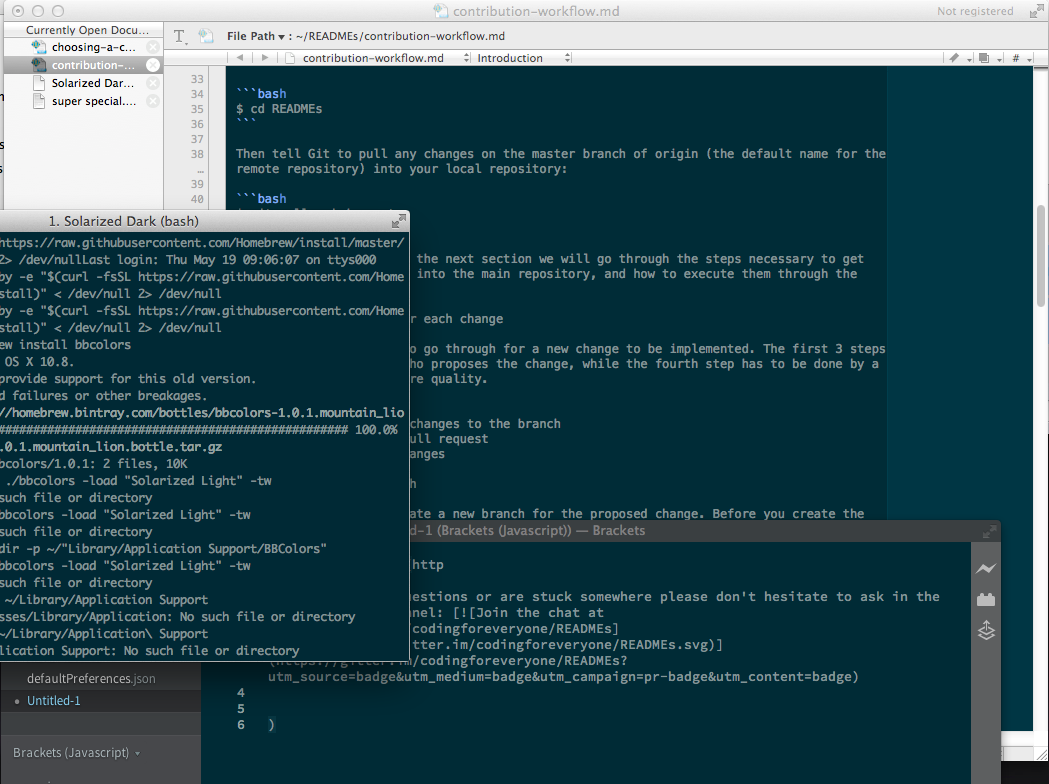 contribution-workflow.md
Not registered
Currently Open Docu...
choosing-a-c...
contribution-...
Solarized Dar...
super special....
File Path ▾ : ~/READMEs/contribution-workflow.md
contribution-workflow.md
Introduction
#
33
34 ```bash
35 $ cd READMEs
36 ```
37
38 Then tell Git to pull any changes on the master branch of origin (the default name for the
… remote repository) into your local repository:
39
40 ```bash
the next section we will go through the steps necessary to get
into the main repository, and how to execute them through the
r each change
o go through for a new change to be implemented. The first 3 steps
ho proposes the change, while the fourth step has to be done by a
re quality.
changes to the branch
ull request
anges
h
ate a new branch for the proposed change. Before you create the
1. Solarized Dark (bash)
https://raw.githubusercontent.com/Homebrew/install/master/
2> /dev/nullLast login: Thu May 19 09:06:07 on ttys000
by -e "$(curl -fsSL https://raw.githubusercontent.com/Home
stall)" < /dev/null 2> /dev/null
by -e "$(curl -fsSL https://raw.githubusercontent.com/Home
stall)" < /dev/null 2> /dev/null
ew install bbcolors
OS X 10.8.
provide support for this old version.
d failures or other breakages.
//homebrew.bintray.com/bottles/bbcolors-1.0.1.mountain_lio
################################################## 100.0%
.0.1.mountain_lion.bottle.tar.gz
bcolors/1.0.1: 2 files, 10K
./bbcolors -load "Solarized Light" -tw
such file or directory
bbcolors -load "Solarized Light" -tw
such file or directory
dir -p ~/"Library/Application Support/BBColors"
bbcolors -load "Solarized Light" -tw
such file or directory
~/Library/Application Support
sses/Library/Application: No such file or directory
~/Library/Application\ Support
lication Support: No such file or directory
d-1 (Brackets (Javascript)) — Brackets
http
estions or are stuck somewhere please don't hesitate to ask in the
nnel: [![Join the chat at
codingforeveryone/READMEs]
tter.im/codingforeveryone/READMEs.svg)]
(https://gitter.im/codingforeveryone/READMEs?
utm_source=badge&utm_medium=badge&utm_campaign=pr-badge&utm_content=badge)
4
5
6 )
defaultPreferences.json
Untitled-1
Brackets (Javascript)